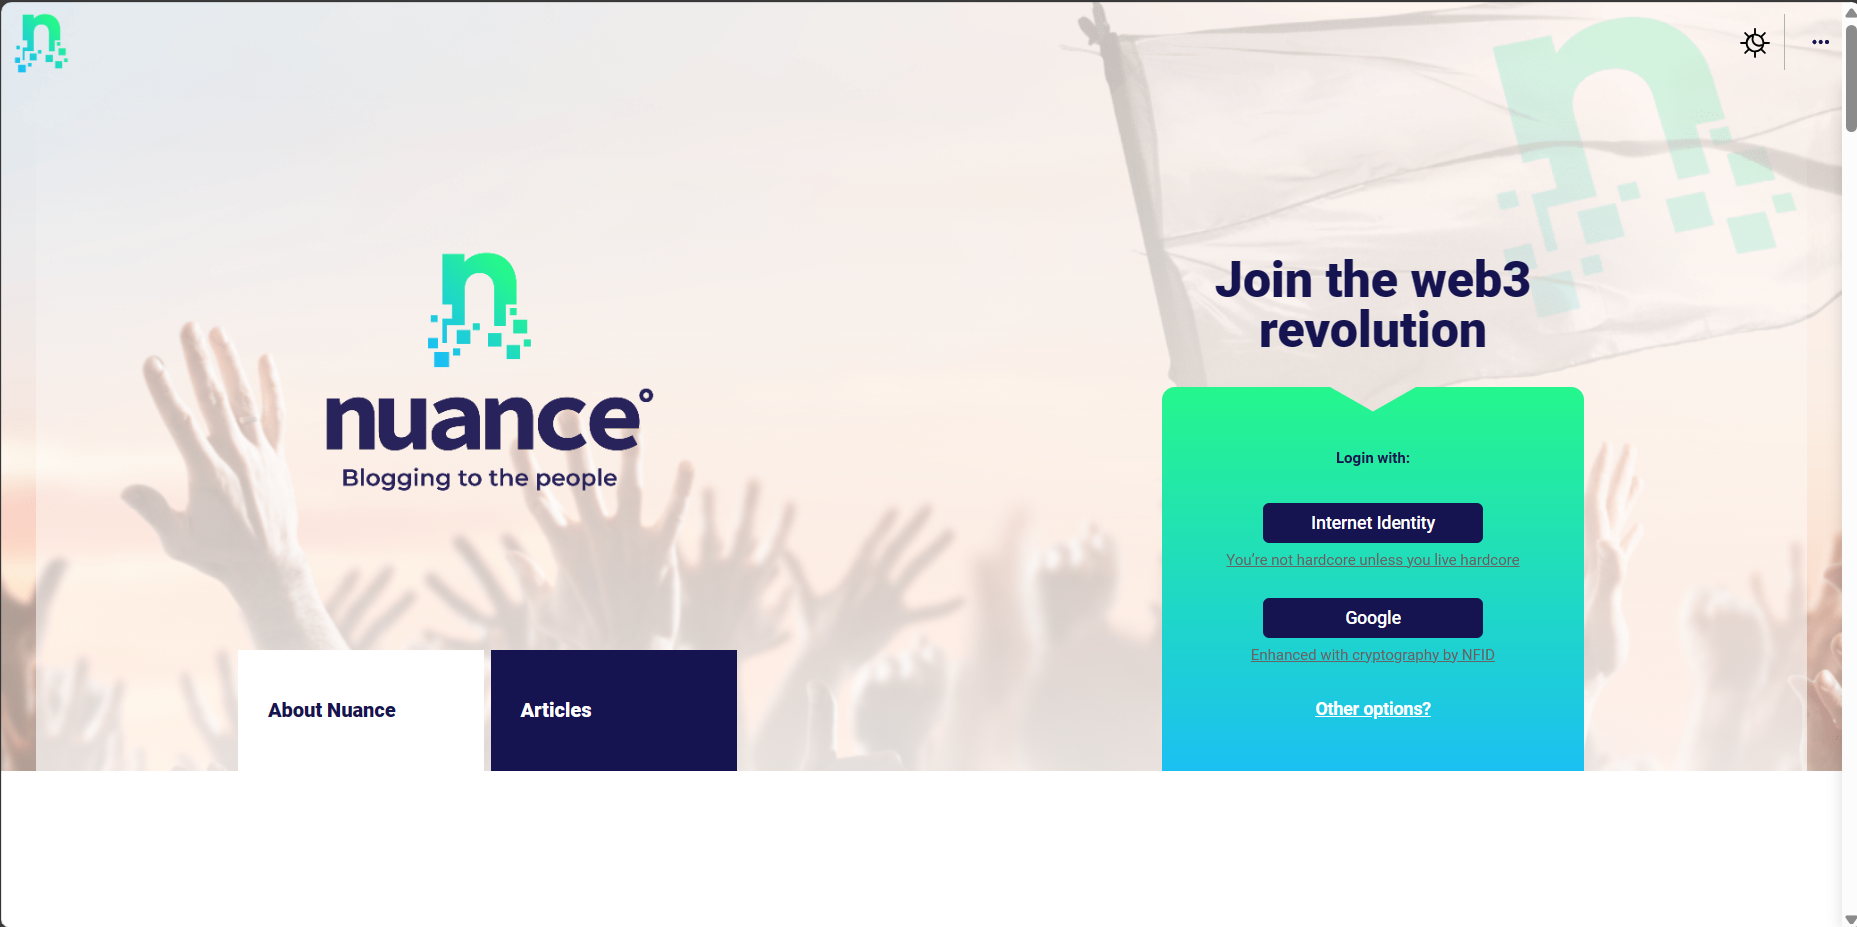 nuance°
Blogging to the people
Join the web3
revolution
Login with:
Internet Identity
You're not hardcore unless you live hardcore
Google
Enhanced with cryptography by NFID
Other options?
About Nuance
Articles